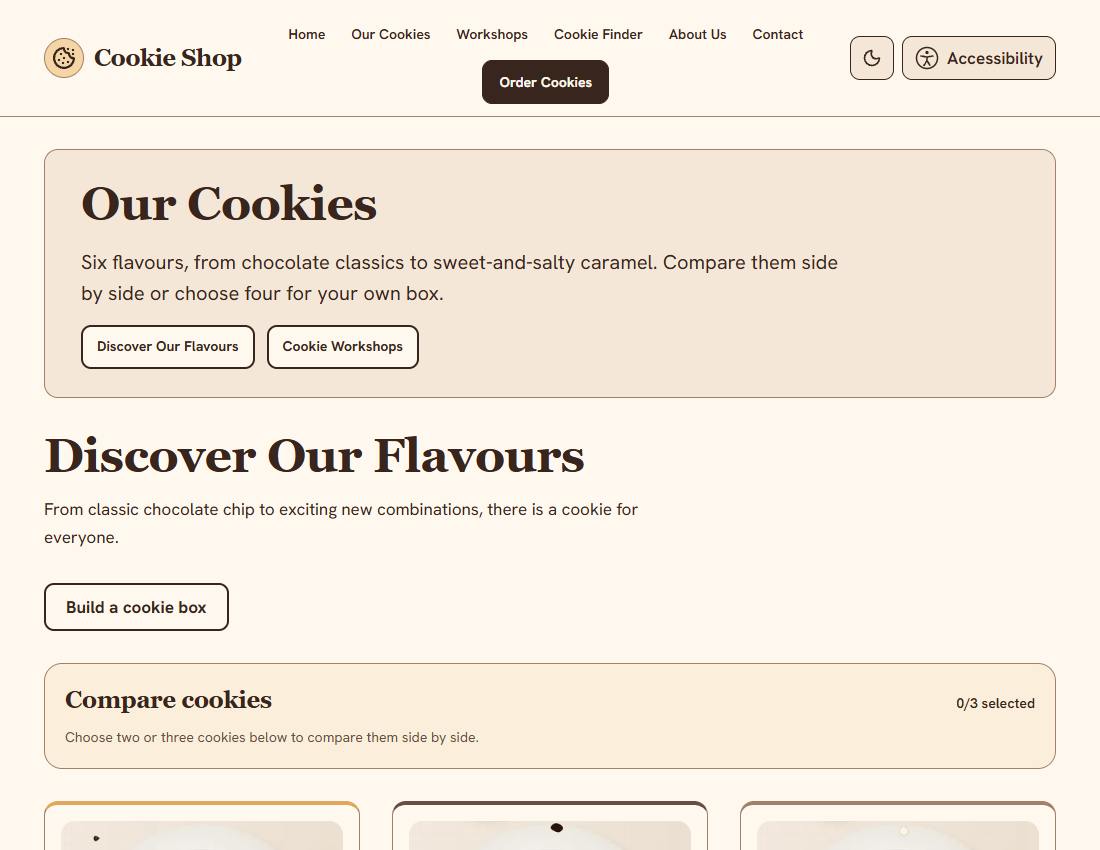 Cookie Shop
Home
Our Cookies
Workshops
Cookie Finder
About Us
Contact
Order Cookies
Accessibility
Our Cookies
Six flavours, from chocolate classics to sweet-and-salty caramel. Compare them side
by side or choose four for your own box.
Discover Our Flavours
Cookie Workshops
Discover Our Flavours
From classic chocolate chip to exciting new combinations, there is a cookie for
everyone.
Build a cookie box
Compare cookies
0/3 selected
Choose two or three cookies below to compare them side by side.